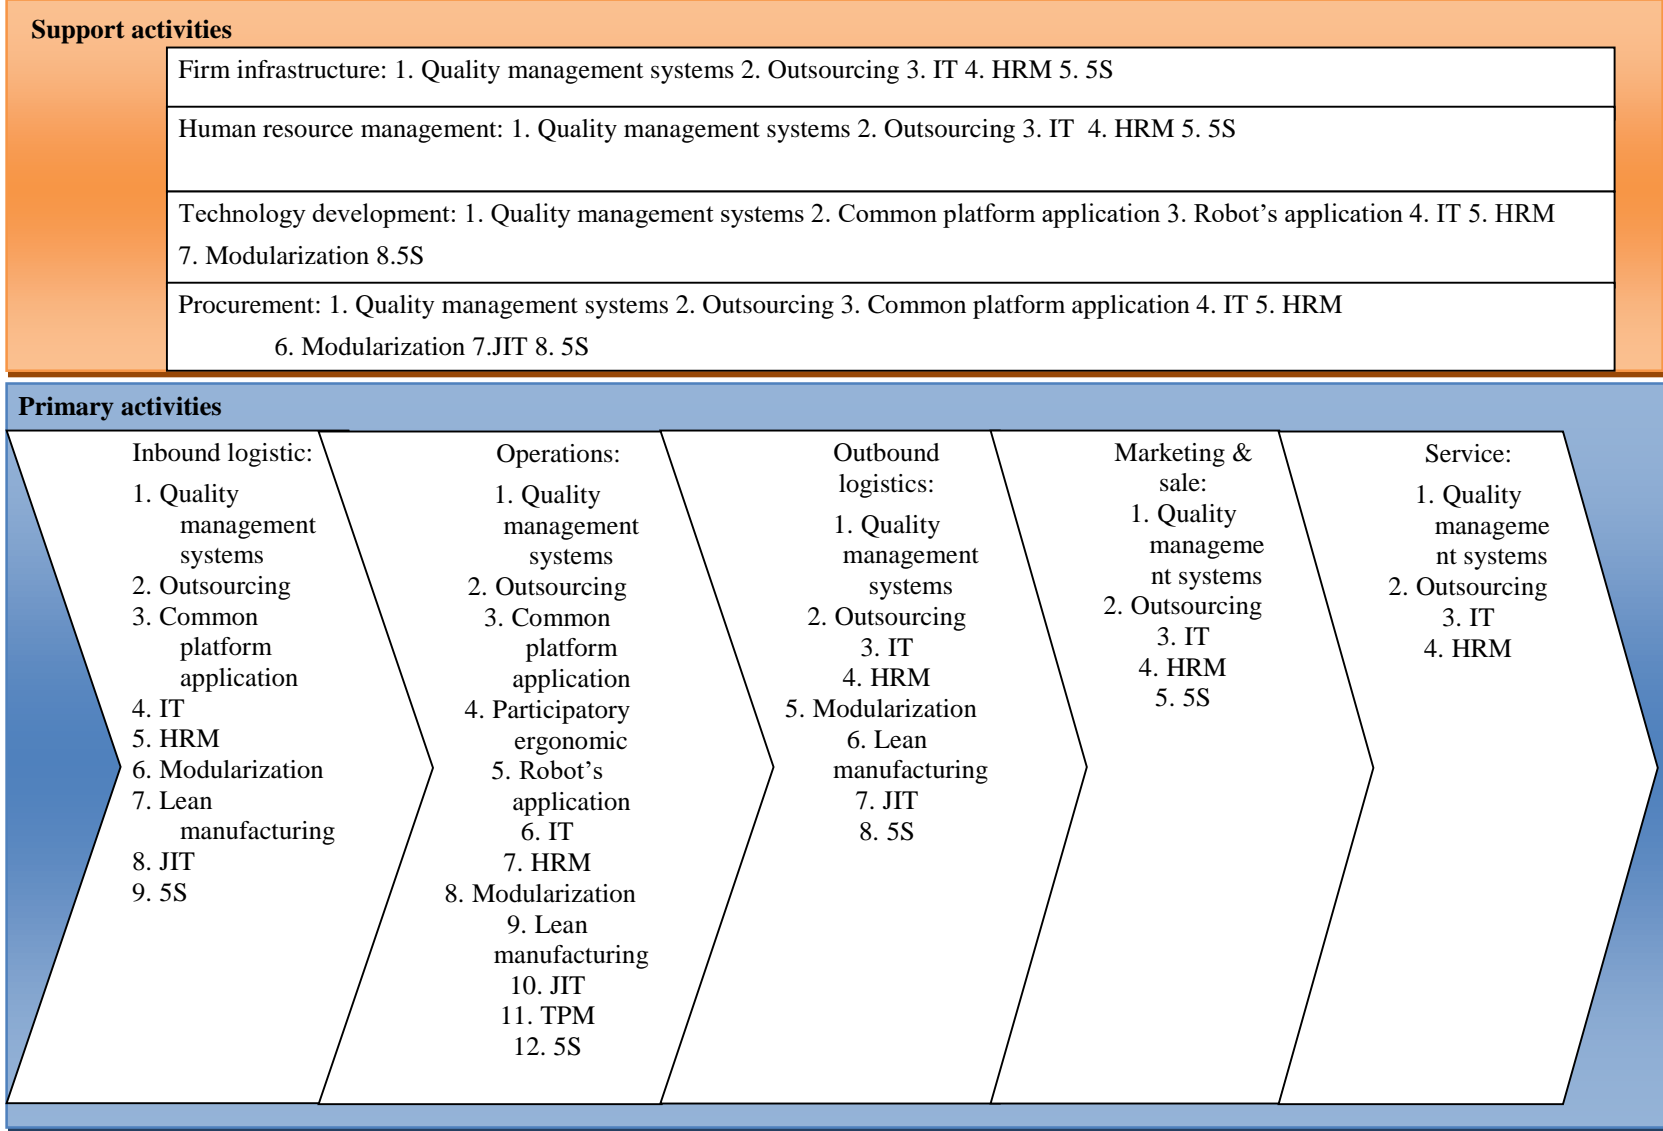 Support activities
Firm infrastructure: 1. Quality management systems 2. Outsourcing 3. IT 4. HRM 5. 5S
Human resource management: 1. Quality management systems 2. Outsourcing 3. IT  4. HRM 5. 5S
Technology development: 1. Quality management systems 2. Common platform application 3. Robot's application 4. IT 5. HRM
7. Modularization 8.5S
Procurement: 1. Quality management systems 2. Outsourcing 3. Common platform application 4. IT 5. HRM
6. Modularization 7.JIT 8. 5S
Primary activities
Inbound logistic:
1. Quality
management
systems
2. Outsourcing
3. Common
platform
application
4. IT
5. HRM
6. Modularization
7. Lean
manufacturing
8. JIT
9. 5S
Operations:
1. Quality
management
systems
2. Outsourcing
3. Common
platform
application
4. Participatory
ergonomic
5. Robot's
application
6. IT
7. HRM
8. Modularization
9. Lean
manufacturing
10. JIT
11. TPM
12. 5S
Outbound
logistics:
1. Quality
management
systems
2. Outsourcing
3. IT
4. HRM
5. Modularization
6. Lean
manufacturing
7. JIT
8. 5S
Marketing &
sale:
1. Quality
manageme
nt systems
2. Outsourcing
3. IT
4. HRM
5. 5S
Service:
1. Quality
manageme
nt systems
2. Outsourcing
3. IT
4. HRM